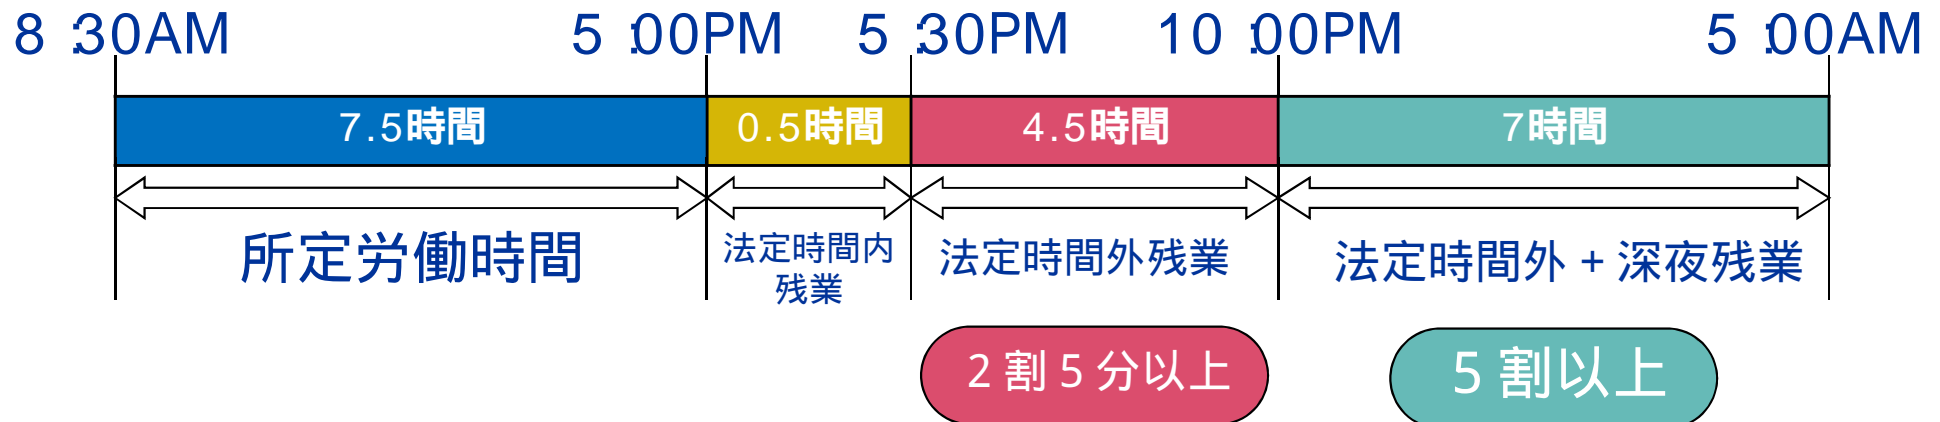 8:30AM 5:00PM 5:30PM 10:00PM 5:00AM
7.5時間 0.5時間 4.5時間 7時間
所定労働時間
法定時間内
残業
法定時間外残業
法定時間外 + 深夜残業
2割5分以上
5割以上